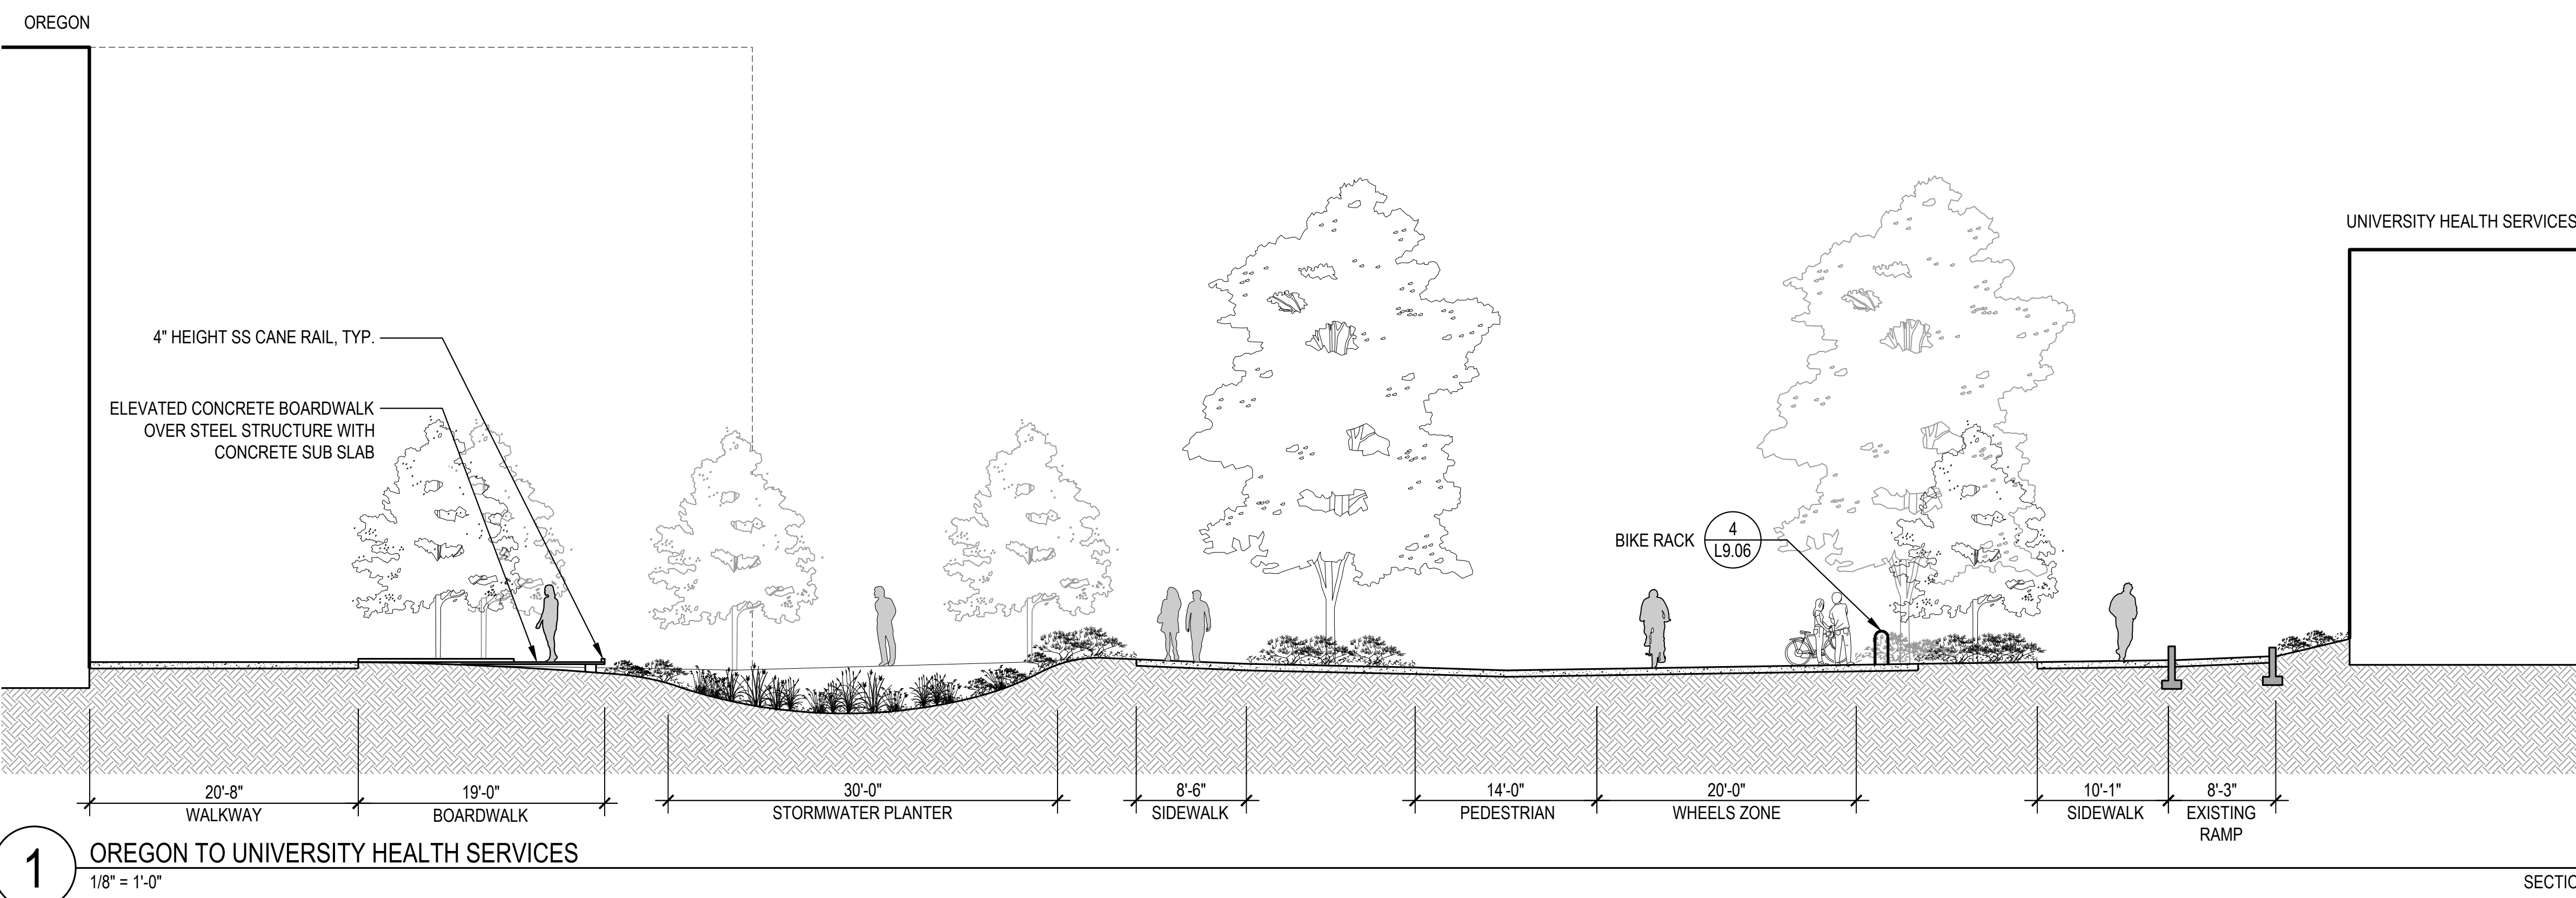 OREGON
UNIVERSITY HEALTH SERVICES
4" HEIGHT SS CANE RAIL, TYP.
ELEVATED CONCRETE BOARDWALK
OVER STEEL STRUCTURE WITH
CONCRETE SUB SLAB
BIKE RACK
4
L9.06
20'-8"
WALKWAY
19'-0"
BOARDWALK
30'-0"
STORMWATER PLANTER
8'-6"
SIDEWALK
14'-0"
PEDESTRIAN
20'-0"
WHEELS ZONE
10'-1"
SIDEWALK
8'-3"
EXISTING
RAMP
1
OREGON TO UNIVERSITY HEALTH SERVICES
1/8" = 1'-0"
SECTIO